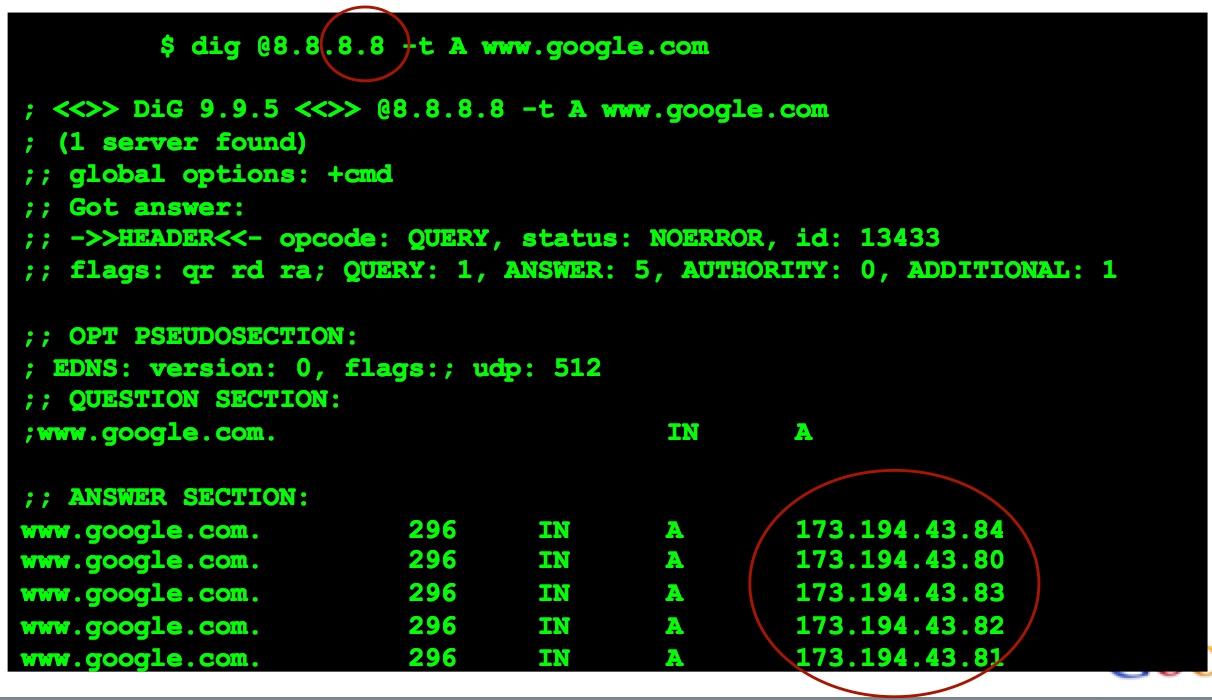 $ dig @8.8.8.8 -t A www.google.com
; <<>> DiG 9.9.5 <<>> @8.8.8.8 -t A www.google.com
; (1 server found)
;; global options: +cmd
;; Got answer:
;; ->>HEADER<<- opcode: QUERY, status: NOERROR, id: 13433
;; flags: qr rd ra; QUERY: 1, ANSWER: 5, AUTHORITY: 0, ADDITIONAL: 1
;; OPT PSEUDOSECTION:
; EDNS: version: 0, flags:; udp: 512
;; QUESTION SECTION:
;www.google.com. IN A
;; ANSWER SECTION:
www.google.com. 296 IN A 173.194.43.84
www.google.com. 296 IN A 173.194.43.80
www.google.com. 296 IN A 173.194.43.83
www.google.com. 296 IN A 173.194.43.82
www.google.com. 296 IN A 173.194.43.81